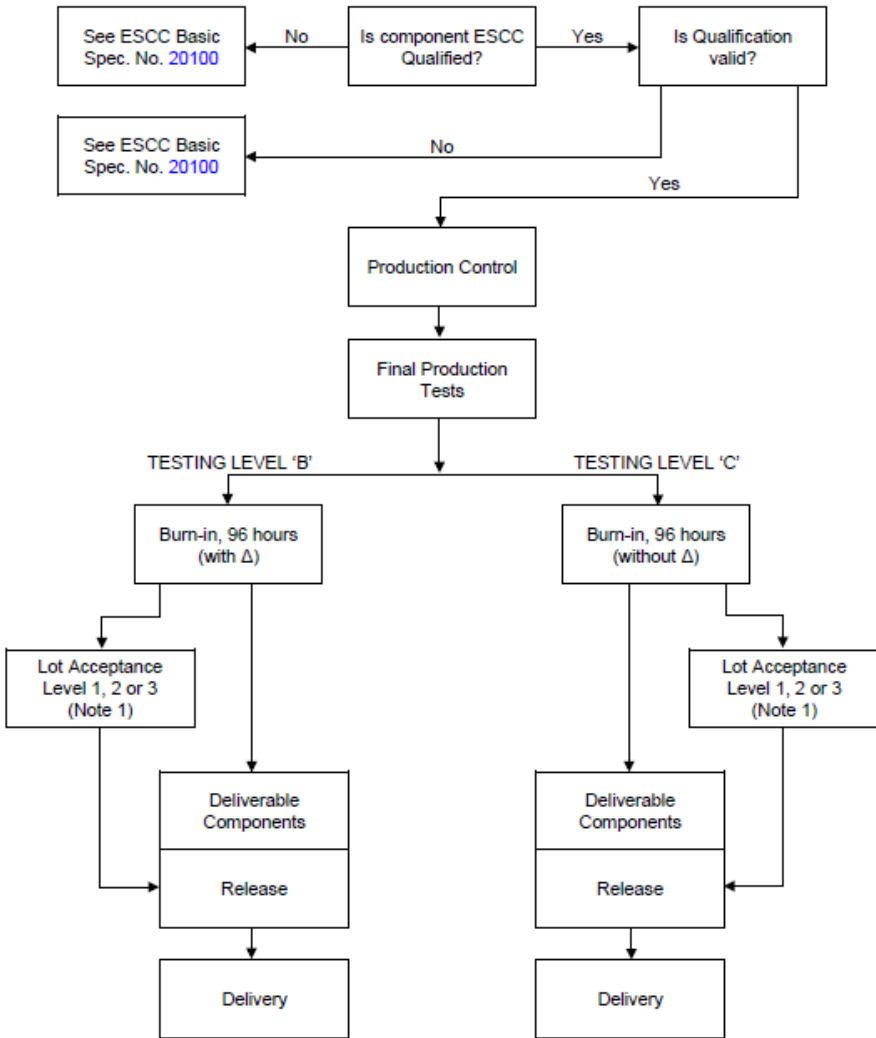 See ESCC Basic
Spec. No. 20100
No
Is component ESCC
Qualified?
Yes
Is Qualification
valid?
See ESCC Basic
Spec. No. 20100
No
Yes
Production Control
Final Production
Tests
TESTING LEVEL ‘B’
TESTING LEVEL ‘C’
Burn-in, 96 hours
(with Δ)
Burn-in, 96 hours
(without Δ)
Lot Acceptance
Level 1, 2 or 3
(Note 1)
Lot Acceptance
Level 1, 2 or 3
(Note 1)
Deliverable
Components
Deliverable
Components
Release
Release
Delivery
Delivery